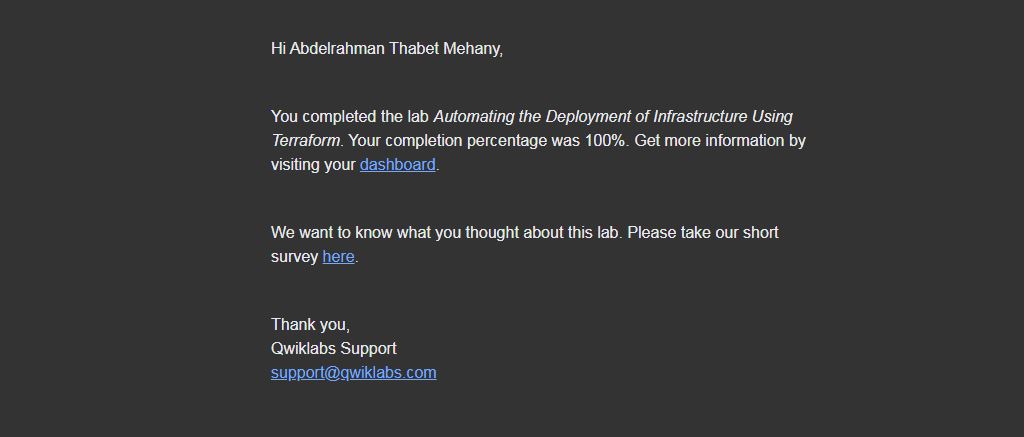 Hi Abdelrahman Thabet Mehany,
You completed the lab Automating the Deployment of Infrastructure Using
Terraform. Your completion percentage was 100%. Get more information by
visiting your dashboard.
We want to know what you thought about this lab. Please take our short
survey here.
Thank you,
Qwiklabs Support
support@qwiklabs.com